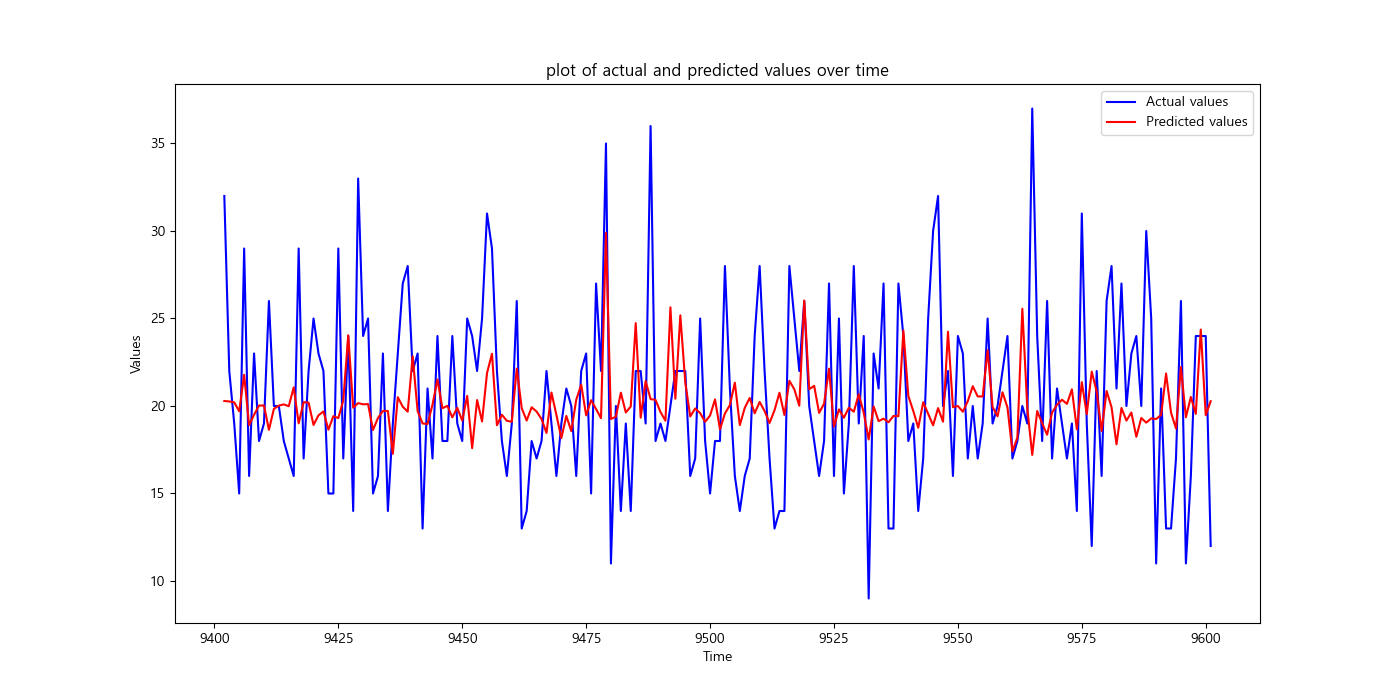 plot of actual and predicted values over time
Actual values
Predicted values
Values
35
30
25
20
15
10
9400 9425 9450 9475 9500 9525 9550 9575 9600
Time